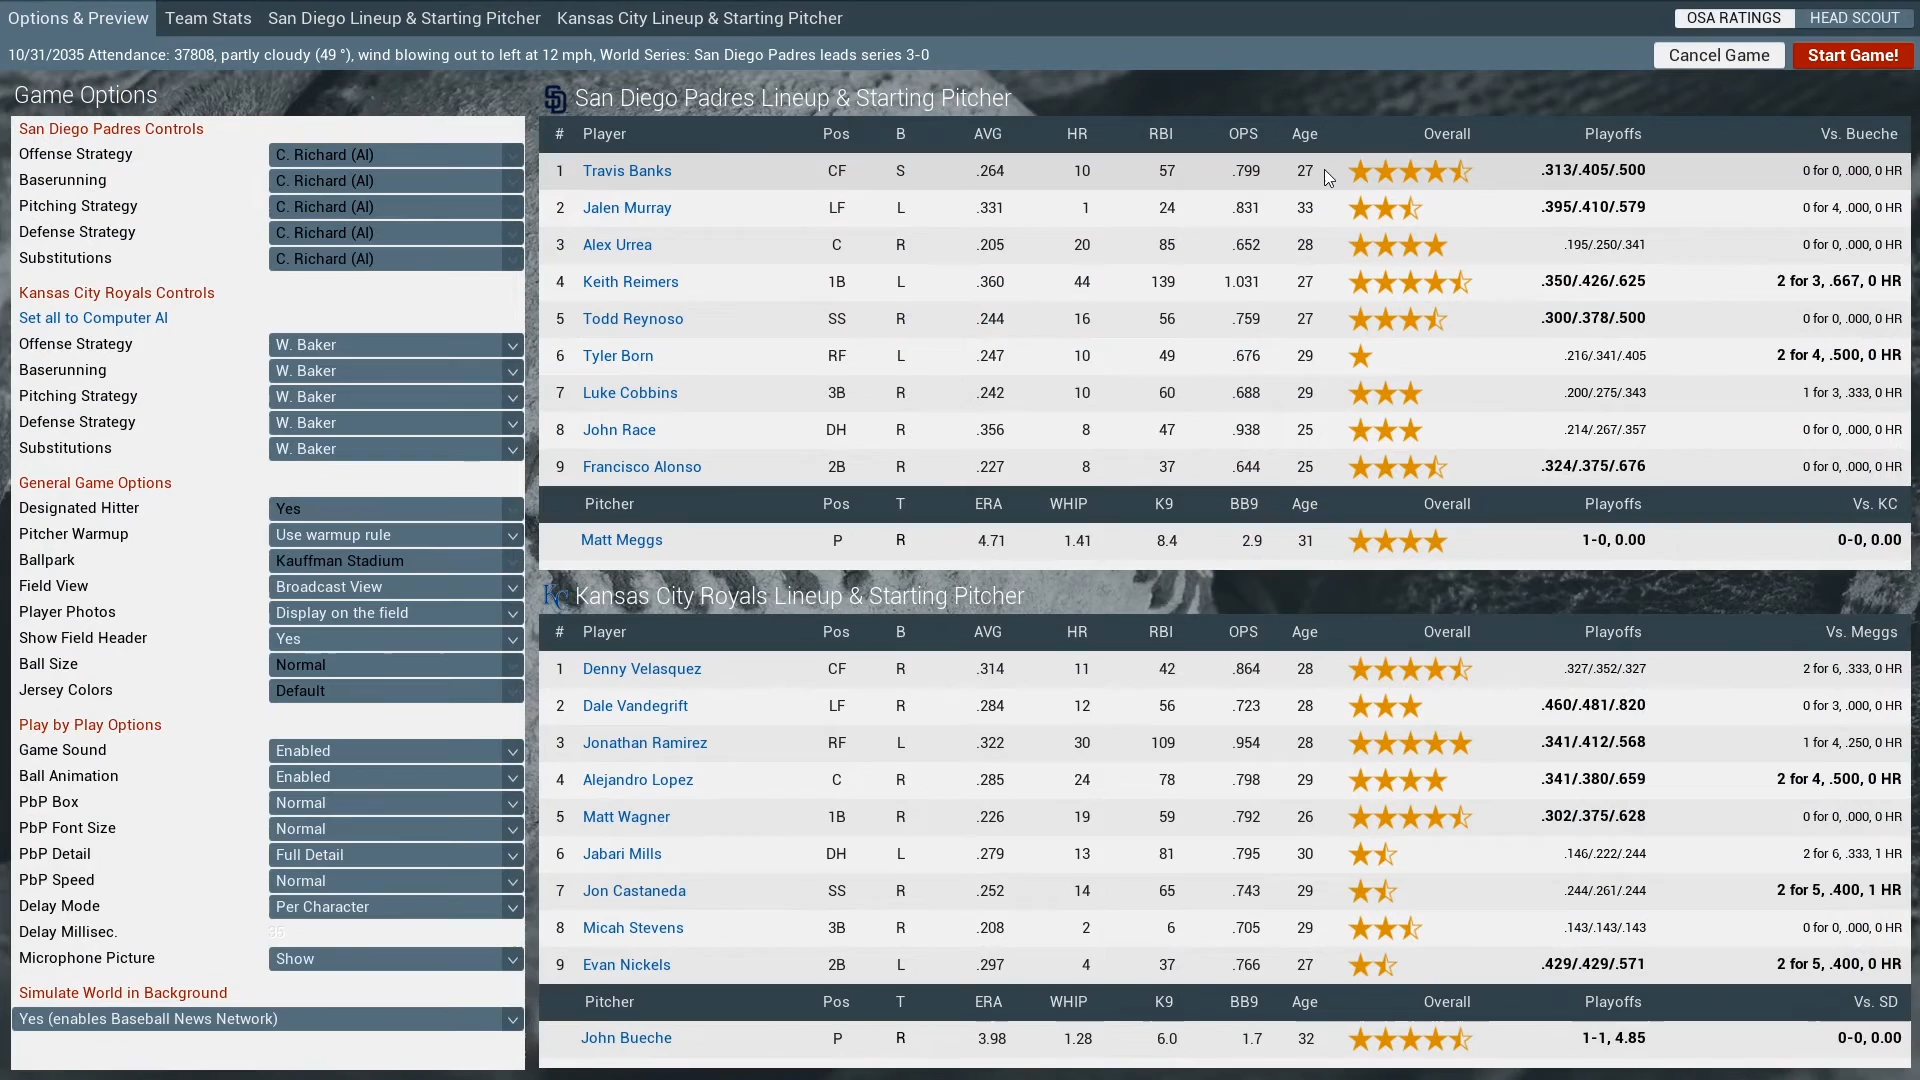 Options & Preview Team Stats San Diego Lineup & Starting Pitcher Kansas City Lineup & Starting Pitcher OSA RATINGS HEAD SCOUT
10/31/2035 Attendance: 37808, partly cloudy (49 °), wind blowing out to left at 12 mph, World Series: San Diego Padres leads series 3-0 Cancel Game Start Game!
Game Options
San Diego Padres Controls
Offense Strategy C. Richard (AI)
Baserunning C. Richard (AI)
Pitching Strategy C. Richard (AI)
Defense Strategy C. Richard (AI)
Substitutions C. Richard (AI)
Kansas City Royals Controls
Set all to Computer AI
Offense Strategy W. Baker
Baserunning W. Baker
Pitching Strategy W. Baker
Defense Strategy W. Baker
Substitutions W. Baker
General Game Options
Designated Hitter Yes
Pitcher Warmup Use warmup rule
Ballpark Kauffman Stadium
Field View Broadcast View
Player Photos Display on the field
Show Field Header Yes
Ball Size Normal
Jersey Colors Default
Play by Play Options
Game Sound Enabled
Ball Animation Enabled
PbP Box Normal
PbP Font Size Normal
PbP Detail Full Detail
PbP Speed Normal
Delay Mode Per Character
Delay Millisec. 35
Microphone Picture Show
Simulate World in Background
Yes (enables Baseball News Network)
SD San Diego Padres Lineup & Starting Pitcher
# Player Pos B AVG HR RBI OPS Age Overall Playoffs Vs. Bueche
1 Travis Banks CF S .264 10 57 .799 27 .313/.405/.500 0 for 0, .000, 0 HR
2 Jalen Murray LF L .331 1 24 .831 33 .395/.410/.579 0 for 4, .000, 0 HR
3 Alex Urrea C R .205 20 85 .652 28 .195/.250/.341 0 for 0, .000, 0 HR
4 Keith Reimers 1B L .360 44 139 1.031 27 .350/.426/.625 2 for 3, .667, 0 HR
5 Todd Reynoso SS R .244 16 56 .759 27 .300/.378/.500 0 for 0, .000, 0 HR
6 Tyler Born RF L .247 10 49 .676 29 .216/.341/.405 2 for 4, .500, 0 HR
7 Luke Cobbins 3B R .242 10 60 .688 29 .200/.275/.343 1 for 3, .333, 0 HR
8 John Race DH R .356 8 47 .938 25 .214/.267/.357 0 for 0, .000, 0 HR
9 Francisco Alonso 2B R .227 8 37 .644 25 .324/.375/.676 0 for 0, .000, 0 HR
Pitcher Pos T ERA WHIP K9 BB9 Age Overall Playoffs Vs. KC
Matt Meggs P R 4.71 1.41 8.4 2.9 31 1-0, 0.00 0-0, 0.00
KC Kansas City Royals Lineup & Starting Pitcher
# Player Pos B AVG HR RBI OPS Age Overall Playoffs Vs. Meggs
1 Denny Velasquez CF R .314 11 42 .864 28 .327/.352/.327 2 for 6, .333, 0 HR
2 Dale Vandegrift LF R .284 12 56 .723 28 .460/.481/.820 0 for 3, .000, 0 HR
3 Jonathan Ramirez RF L .322 30 109 .954 28 .341/.412/.568 1 for 4, .250, 0 HR
4 Alejandro Lopez C R .285 24 78 .798 29 .341/.380/.659 2 for 4, .500, 0 HR
5 Matt Wagner 1B R .226 19 59 .792 26 .302/.375/.628 0 for 0, .000, 0 HR
6 Jabari Mills DH L .279 13 81 .795 30 .146/.222/.244 2 for 6, .333, 1 HR
7 Jon Castaneda SS R .252 14 65 .743 29 .244/.261/.244 2 for 5, .400, 1 HR
8 Micah Stevens 3B R .208 2 6 .705 29 .143/.143/.143 0 for 0, .000, 0 HR
9 Evan Nickels 2B L .297 4 37 .766 27 .429/.429/.571 2 for 5, .400, 0 HR
Pitcher Pos T ERA WHIP K9 BB9 Age Overall Playoffs Vs. SD
John Bueche P R 3.98 1.28 6.0 1.7 32 1-1, 4.85 0-0, 0.00